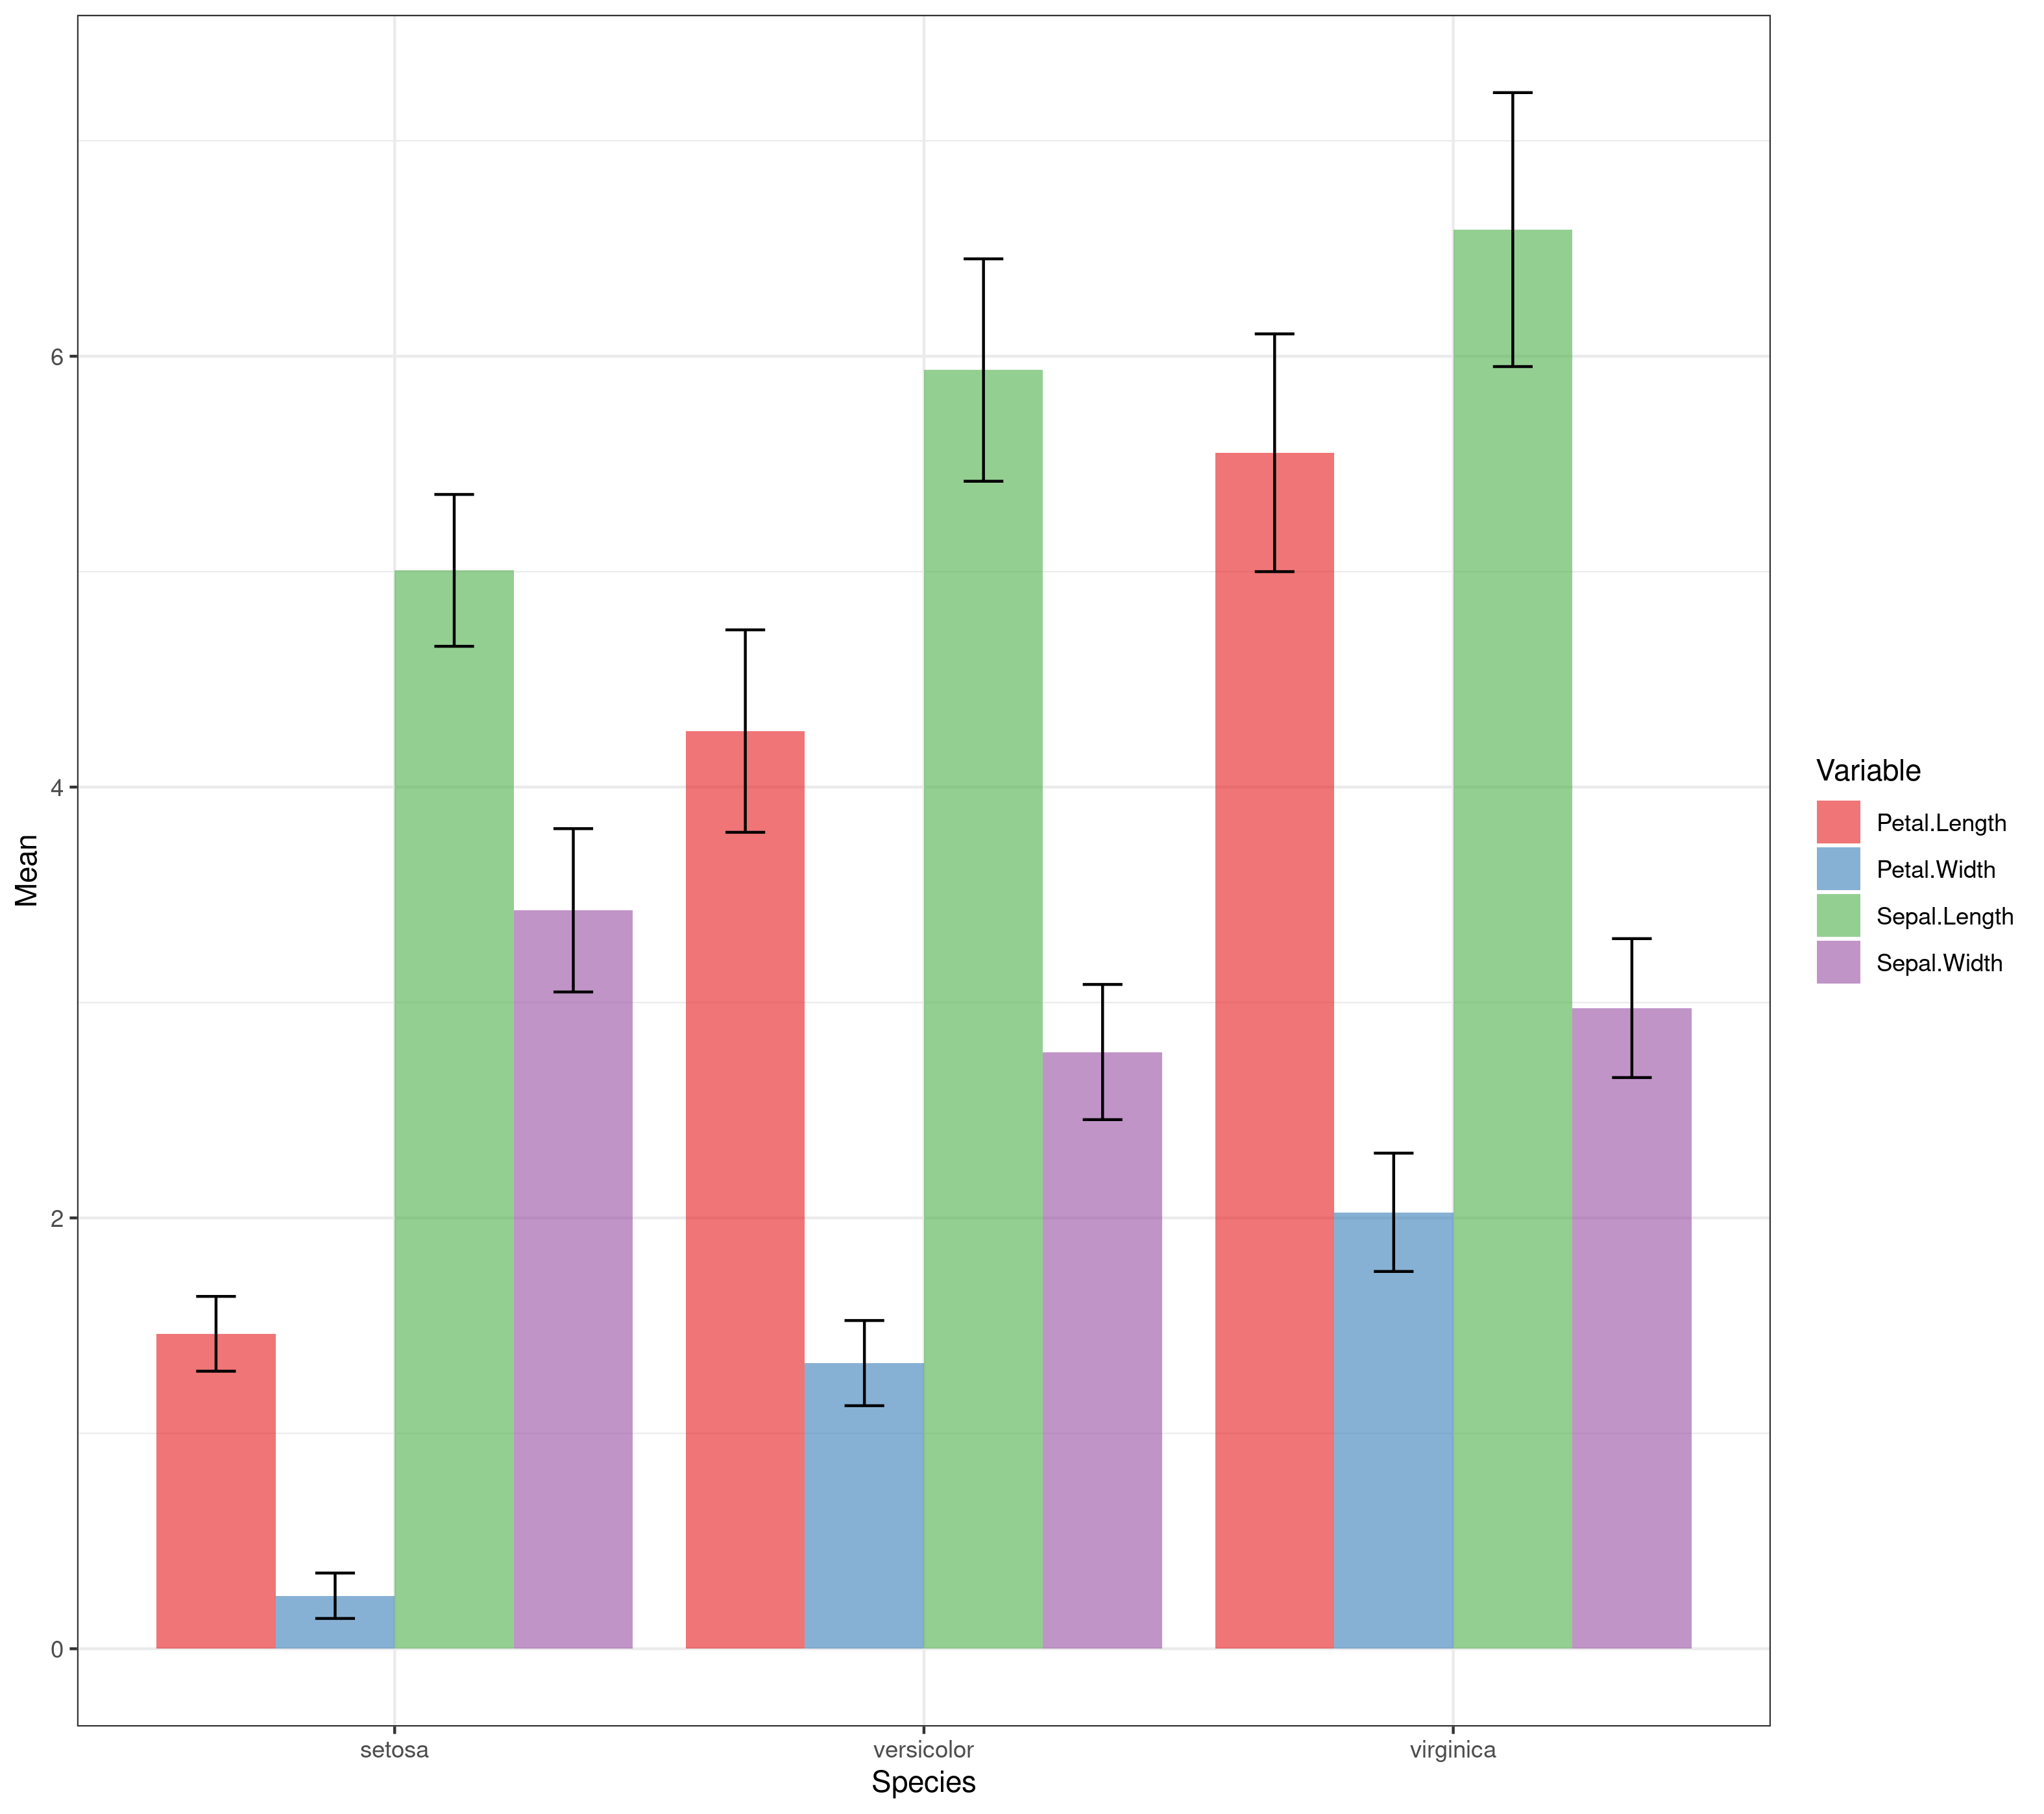 Mean
6
4
2
0
setosa
versicolor
virginica
Species
Variable
Petal.Length
Petal.Width
Sepal.Length
Sepal.Width